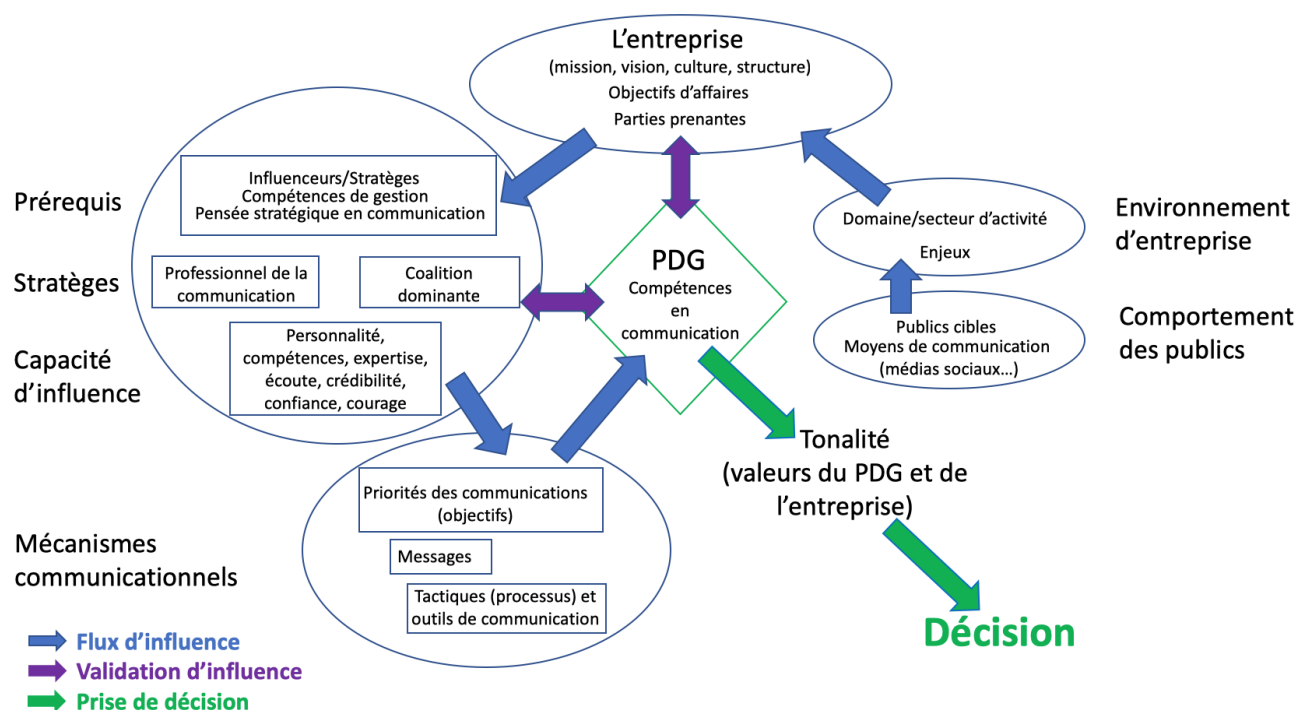 L'entreprise
(mission, vision, culture, structure)
Objectifs d'affaires
Parties prenantes
Prérequis
Influenceurs/Stratèges
Compétences de gestion
Pensée stratégique en communication
Stratèges
Professionnel de la
communication
Coalition
dominante
Capacité
d'influence
Personnalité,
compétences, expertise,
écoute, crédibilité,
confiance, courage
PDG
Compétences
en
communication
Domaine/secteur d'activité
Enjeux
Environnement
d'entreprise
Publics cibles
Moyens de communication
(médias sociaux...)
Comportement
des publics
Tonalité
(valeurs du PDG et de
l'entreprise)
Mécanismes
communicationnels
Priorités des communications
(objectifs)
Messages
Tactiques (processus) et
outils de communication
Décision
Flux d'influence
Validation d'influence
Prise de décision